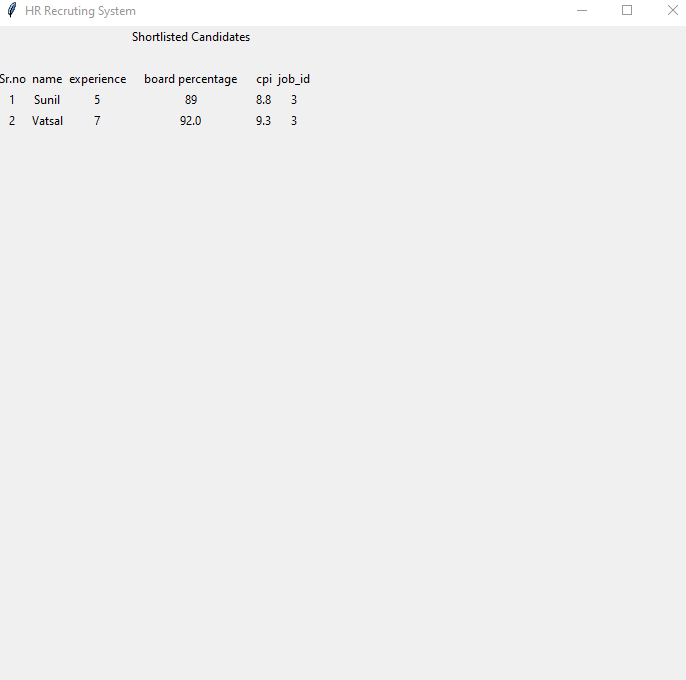 HR Recruting System
Shortlisted Candidates
Sr.no name experience board percentage cpi job_id
1 Sunil 5 89 8.8 3
2 Vatsal 7 92.0 9.3 3